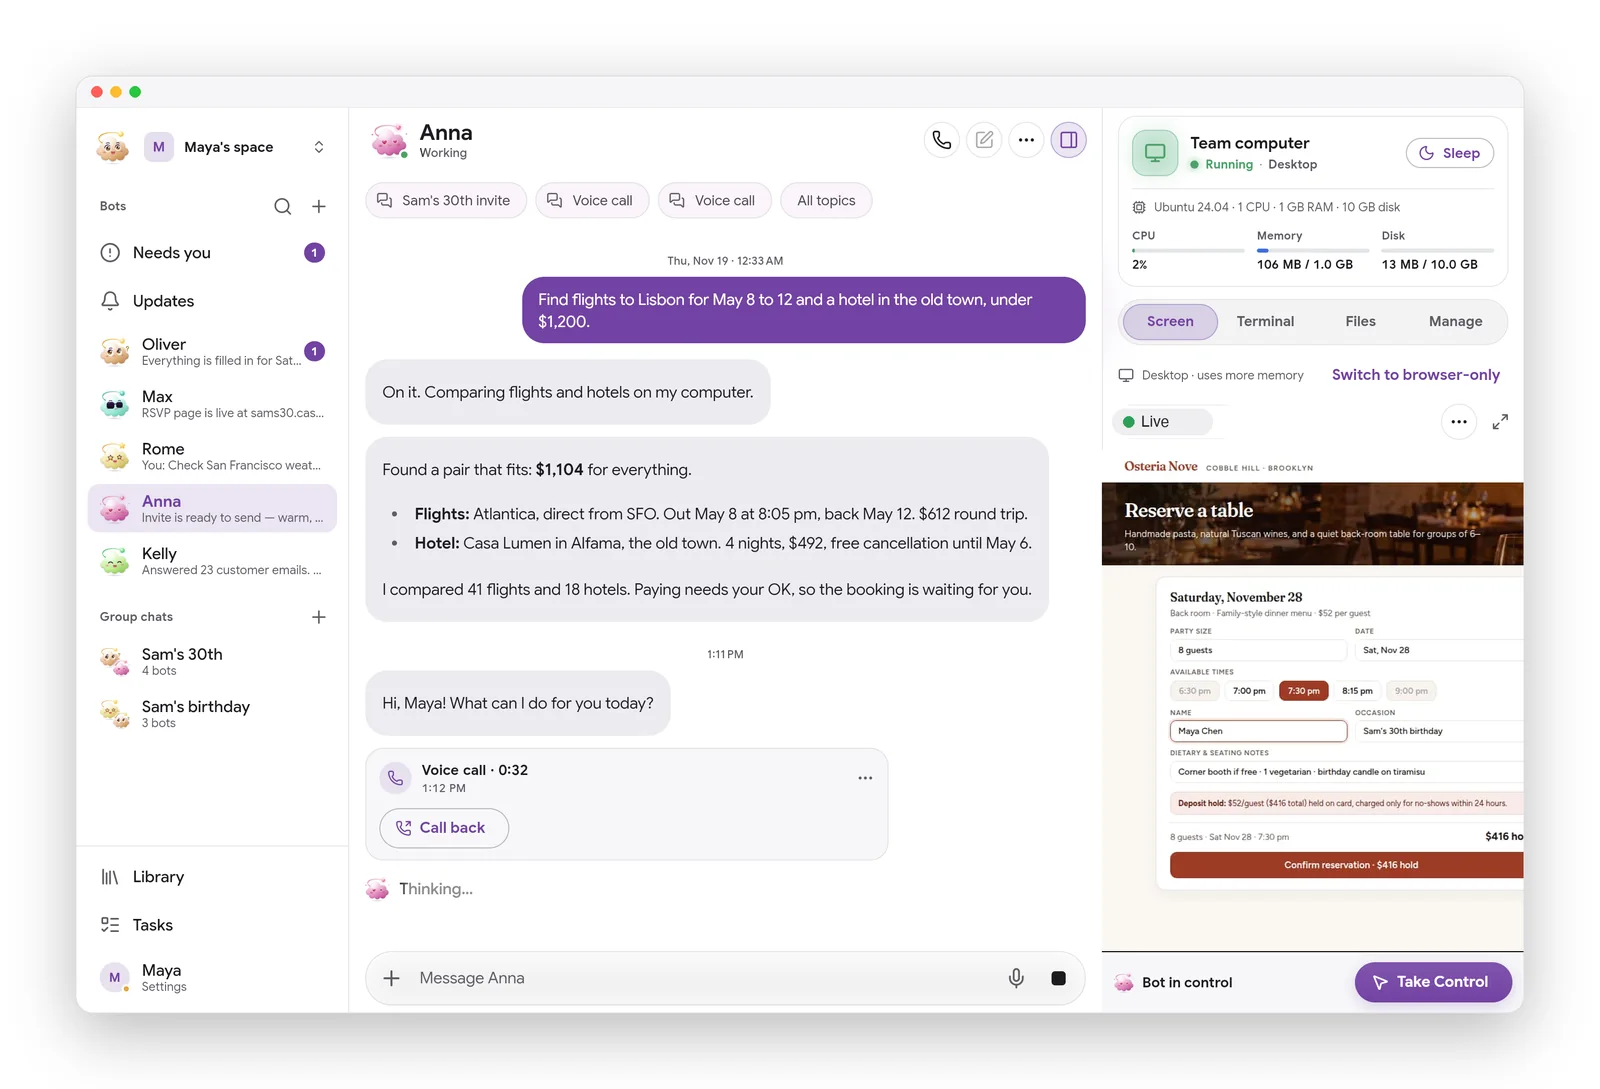 M
Maya's space
Bots
Needs you
1
Updates
Oliver
Everything is filled in for Sat...
1
Max
RSVP page is live at sams30.cas...
Rome
You: Check San Francisco weat...
Anna
Invite is ready to send — warm, ...
Kelly
Answered 23 customer emails. ...
Group chats
Sam's 30th
4 bots
Sam's birthday
3 bots
Library
Tasks
M
Maya
Settings
Anna
Working
Sam's 30th invite
Voice call
Voice call
All topics
Thu, Nov 19 · 12:33 AM
Find flights to Lisbon for May 8 to 12 and a hotel in the old town, under
$1,200.
On it. Comparing flights and hotels on my computer.
Found a pair that fits: $1,104 for everything.
• Flights: Atlantica, direct from SFO. Out May 8 at 8:05 pm, back May 12. $612 round trip.
• Hotel: Casa Lumen in Alfama, the old town. 4 nights, $492, free cancellation until May 6.
I compared 41 flights and 18 hotels. Paying needs your OK, so the booking is waiting for you.
1:11 PM
Hi, Maya! What can I do for you today?
Voice call · 0:32
1:12 PM
Call back
Thinking...
Message Anna
Team computer
Running · Desktop
Sleep
Ubuntu 24.04 · 1 CPU · 1 GB RAM · 10 GB disk
CPU
Memory
Disk
2%
106 MB / 1.0 GB
13 MB / 10.0 GB
Screen
Terminal
Files
Manage
Desktop · uses more memory
Switch to browser-only
Live
Osteria Nove
COBBLE HILL · BROOKLYN
Reserve a table
Handmade pasta, natural Tuscan wines, and a quiet back-room table for groups of 6–
10.
Saturday, November 28
Back room · Family-style dinner menu · $52 per guest
PARTY SIZE
DATE
8 guests
Sat, Nov 28
AVAILABLE TIMES
6:30 pm
7:00 pm
7:30 pm
8:15 pm
9:00 pm
NAME
OCCASION
Maya Chen
Sam's 30th birthday
DIETARY & SEATING NOTES
Corner booth if free · 1 vegetarian · birthday candle on tiramisu
Deposit hold: $52/guest ($416 total) held on card, charged only for no-shows within 24 hours.
8 guests · Sat Nov 28 · 7:30 pm
$416 ho
Confirm reservation · $416 hold
Bot in control
Take Control